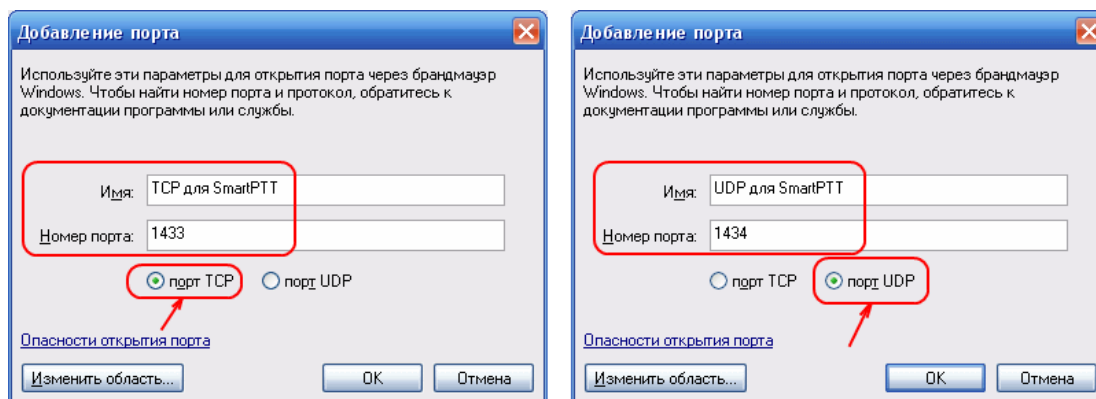 Добавление порта
Используйте эти параметры для открытия порта через брандмауэр
Windows. Чтобы найти номер порта и протокол, обратитесь к
документации программы или службы.
Имя: TCP для SmartPTT
Номер порта: 1433
порт TCP порт UDP
Опасности открытия порта
Изменить область... OK Отмена
Добавление порта
Используйте эти параметры для открытия порта через брандмауэр
Windows. Чтобы найти номер порта и протокол, обратитесь к
документации программы или службы.
Имя: UDP для SmartPTT
Номер порта: 1434
порт TCP порт UDP
Опасности открытия порта
Изменить область... OK Отмена